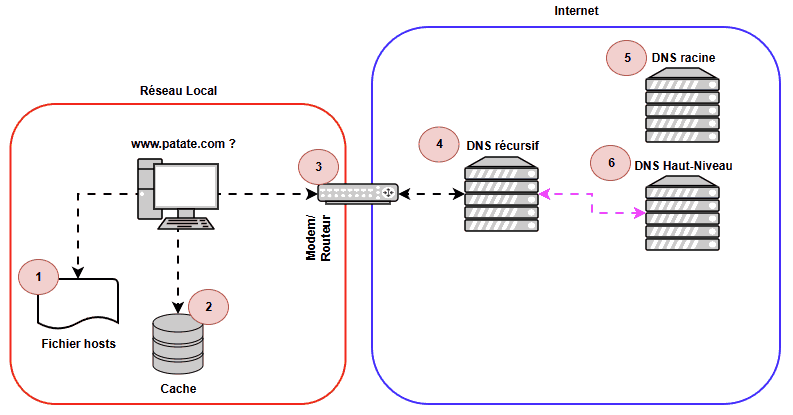 Internet
5
DNS racine
Réseau Local
www.patate.com ?
4
DNS récursif
3
6
DNS Haut-Niveau
Modem/
Routeur
1
2
Fichier hosts
Cache